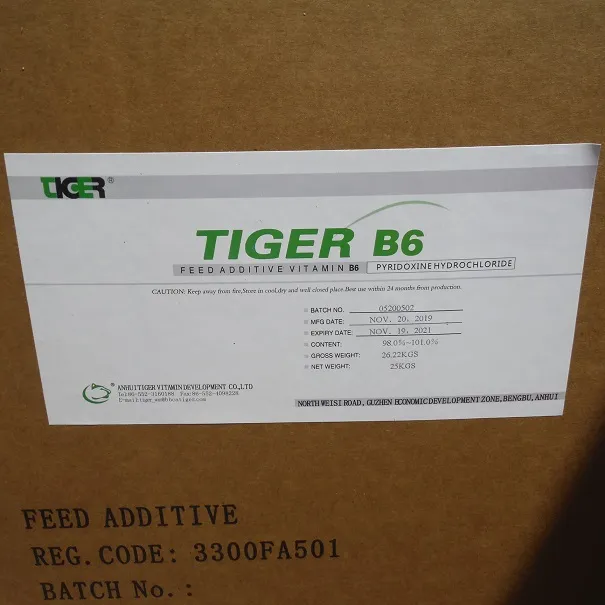 TIGER®
TIGER B6
FEED ADDITIVE VITAMIN B6 PYRIDOXINE HYDROCHLORIDE
CAUTION: Keep away from fire,Store in cool,dry and well closed place.Best use within 24 months from production.
BATCH NO. 05200502
MFG DATE: NOV. 20. 2019
EXPIRY DATE: NOV. 19. 2021
CONTENT: 98.0%~101.0%
GROSS WEIGHT: 26.22KGS
NET WEIGHT: 25KGS
ANHUI TIGER VITAMIN DEVELOPMENT CO.,LTD
NORTH WEISI ROAD, GUZHEN ECONOMIC DEVELOPMENT ZONE, BENGBU, ANHUI
FEED ADDITIVE
REG. CODE: 3300FA501
BATCH No. :